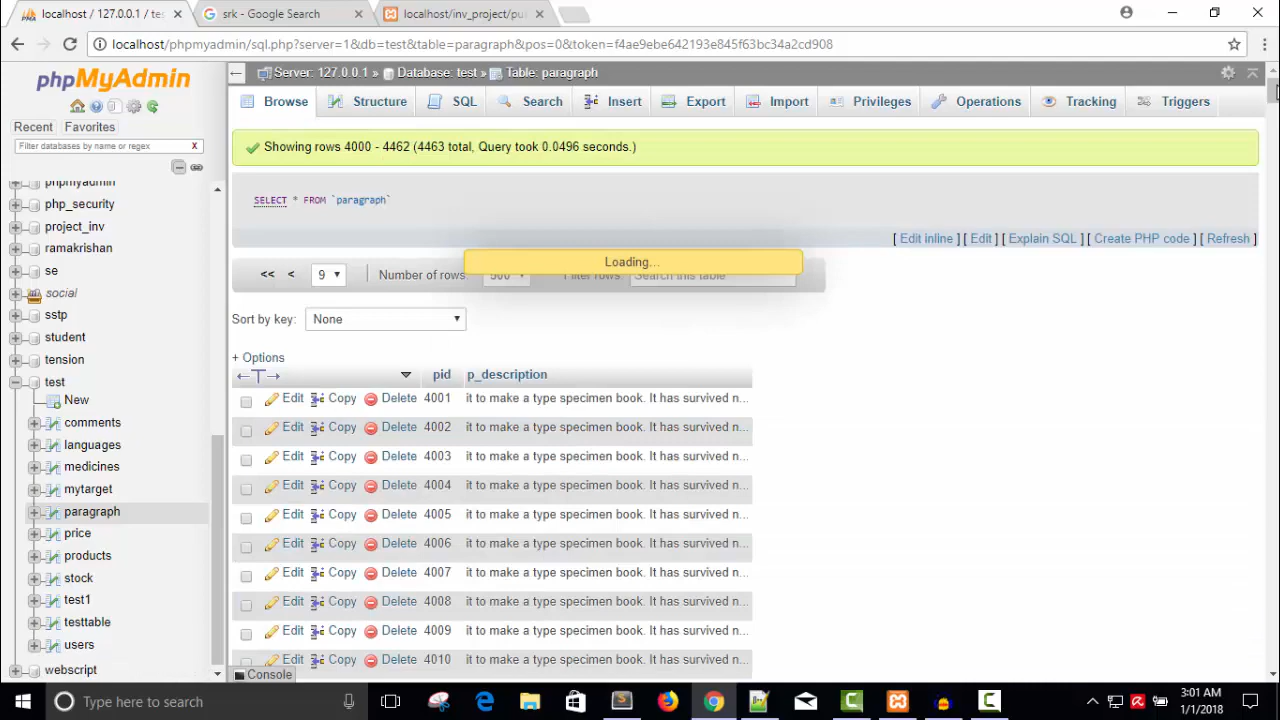 localhost / 127.0.0.1 / te
srk - Google Search
localhost/inv_project/pu
localhost/phpmyadmin/sql.php?server=1&db=test&table=paragraph&pos=0&token=f4ae9ebe642193e845f63bc34a2cd908
phpMyAdmin
Recent Favorites
Filter databases by name or regex X
phpmyadmin
php_security
project_inv
ramakrishan
se
social
sstp
student
tension
test
New
comments
languages
medicines
mytarget
paragraph
price
products
stock
test1
testtable
users
webscript
Server: 127.0.0.1 » Database: test » Table: paragraph
Browse Structure SQL Search Insert Export Import Privileges Operations Tracking Triggers
Showing rows 4000 - 4462 (4463 total, Query took 0.0496 seconds.)
SELECT * FROM `paragraph`
[ Edit inline ] [ Edit ] [ Explain SQL ] [ Create PHP code ] [ Refresh ]
Loading...
<< < 9 Number of rows: 500 Filter rows: Search this table
Sort by key: None
+ Options
pid p_description
Edit Copy Delete 4001 it to make a type specimen book. It has survived n...
Edit Copy Delete 4002 it to make a type specimen book. It has survived n...
Edit Copy Delete 4003 it to make a type specimen book. It has survived n...
Edit Copy Delete 4004 it to make a type specimen book. It has survived n...
Edit Copy Delete 4005 it to make a type specimen book. It has survived n...
Edit Copy Delete 4006 it to make a type specimen book. It has survived n...
Edit Copy Delete 4007 it to make a type specimen book. It has survived n...
Edit Copy Delete 4008 it to make a type specimen book. It has survived n...
Edit Copy Delete 4009 it to make a type specimen book. It has survived n...
Edit Copy Delete 4010 it to make a type specimen book. It has survived n...
Console
Type here to search
3:01 AM
1/1/2018